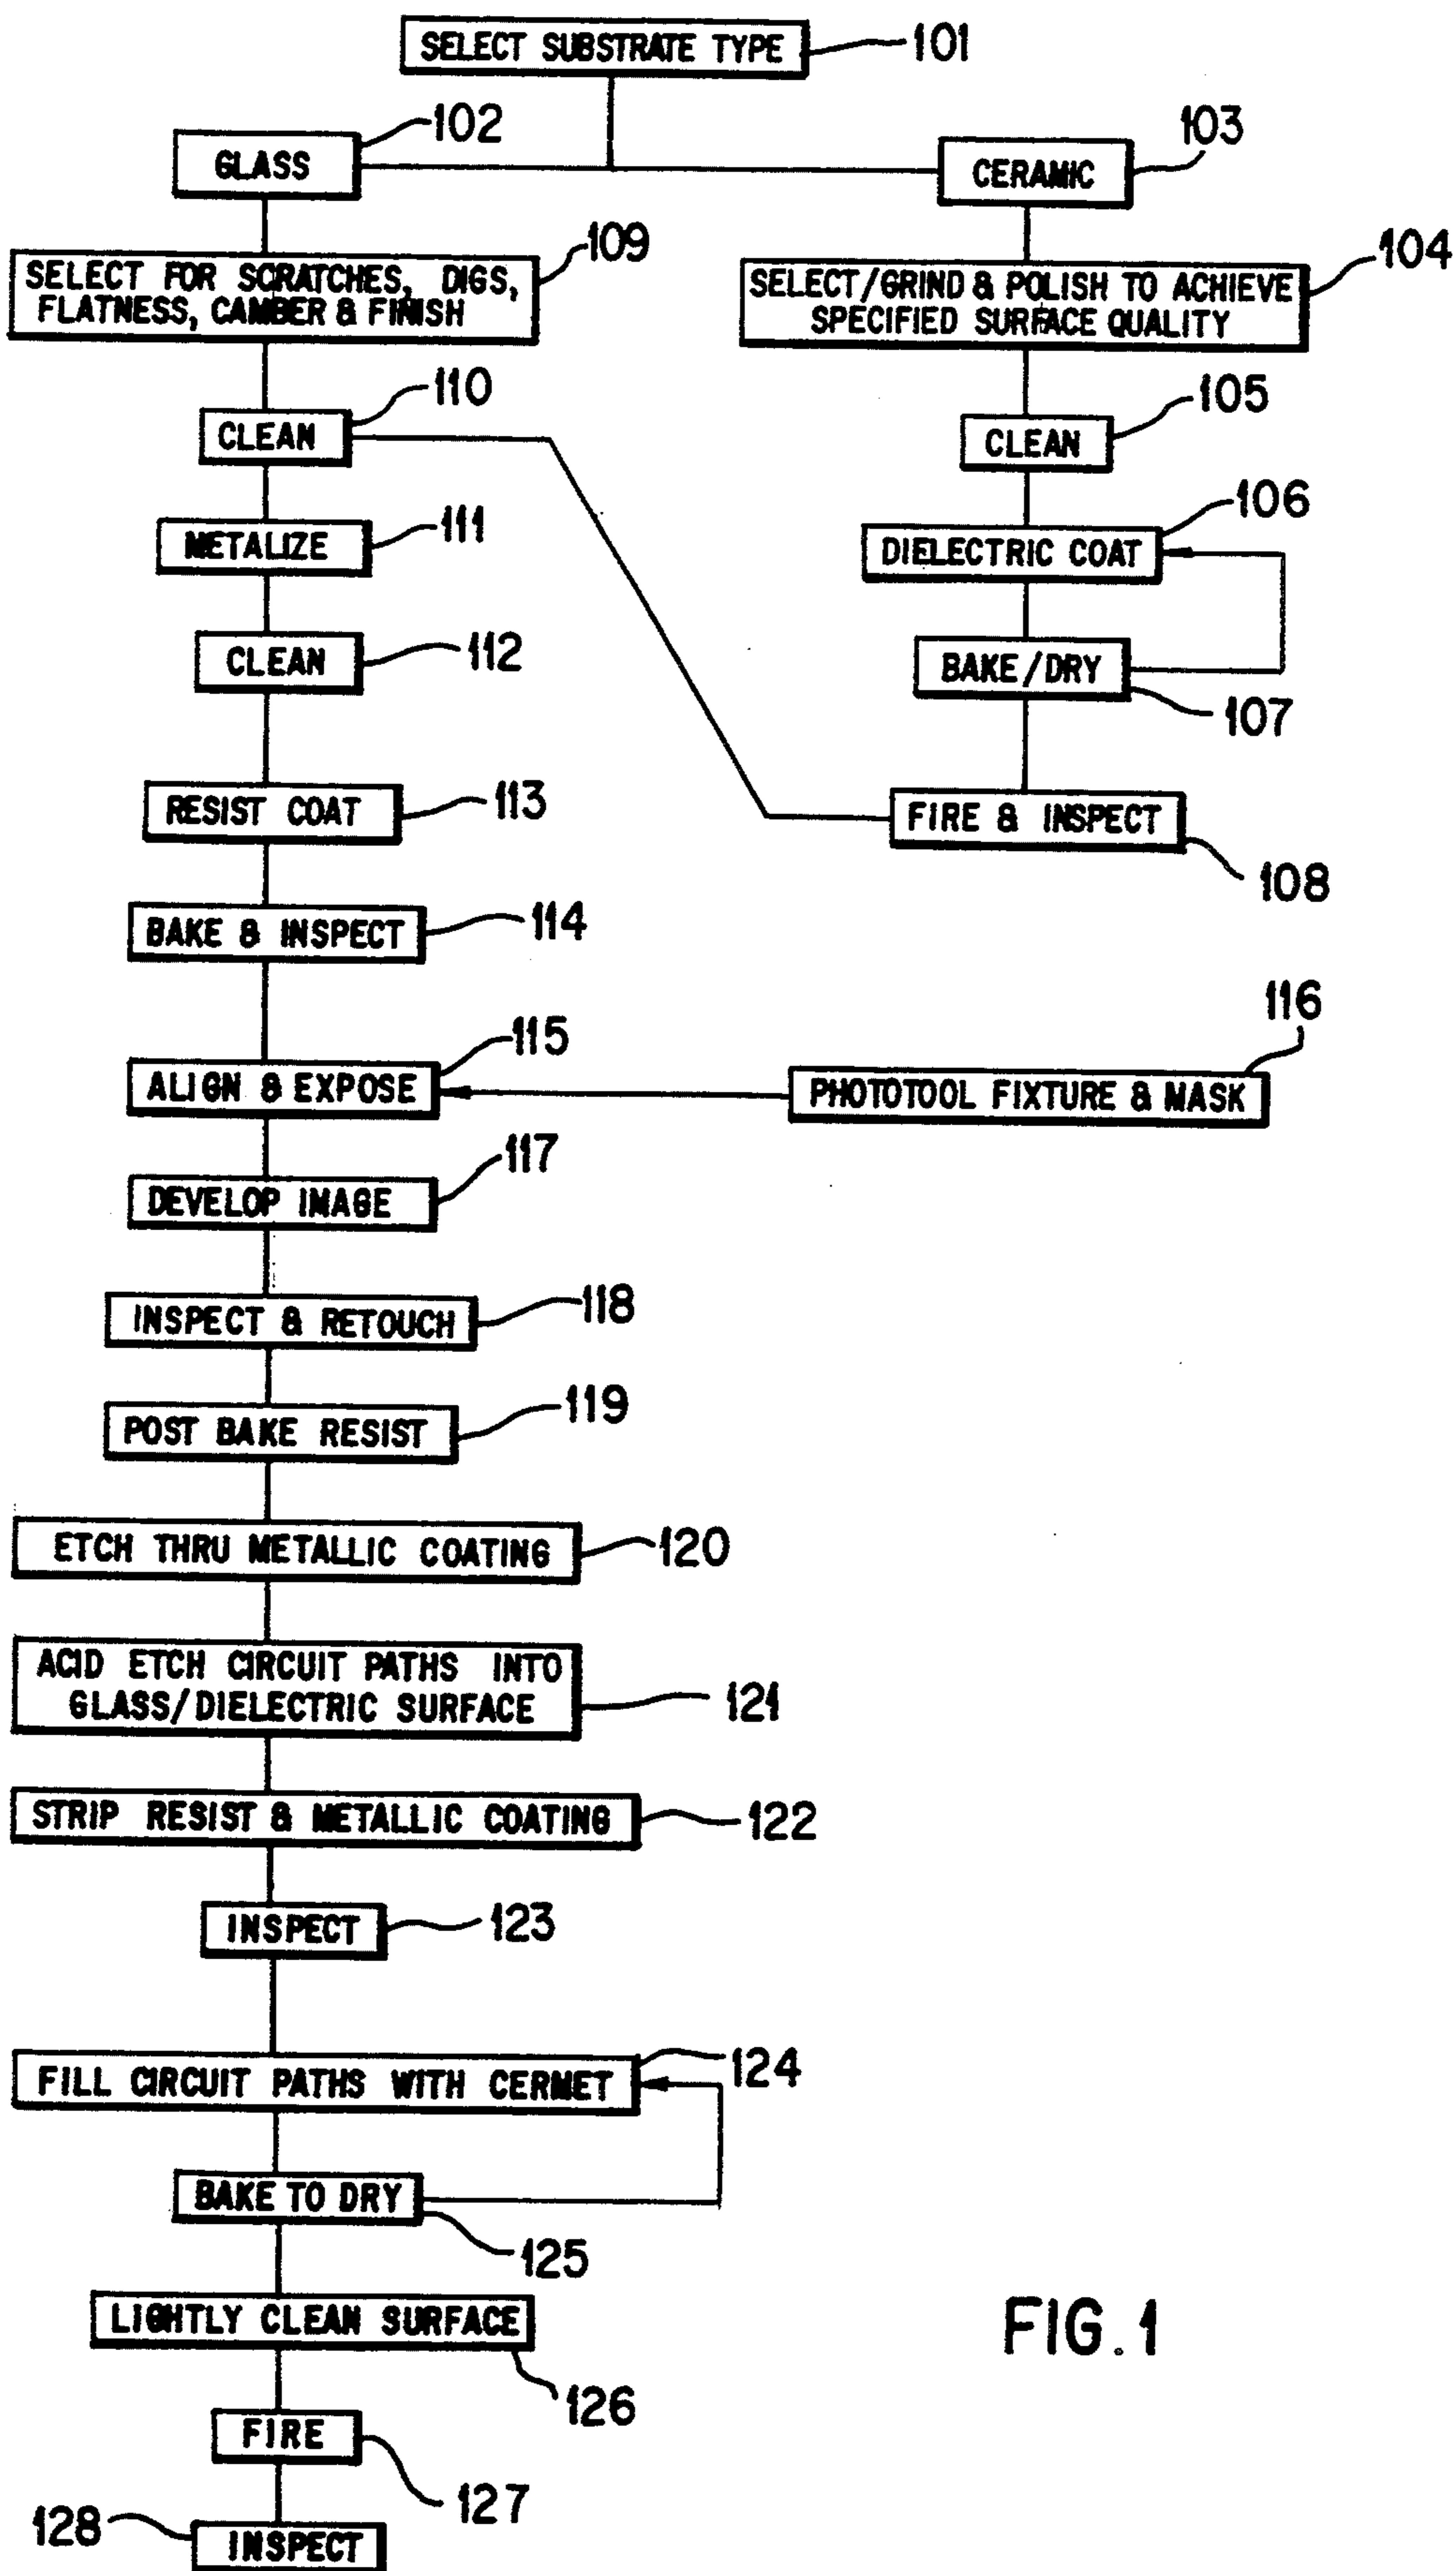 SELECT SUBSTRATE TYPE
101
GLASS
102
CERAMIC
103
SELECT FOR SCRATCHES, DIGS,
FLATNESS, CAMBER & FINISH
109
SELECT/GRIND & POLISH TO ACHIEVE
SPECIFIED SURFACE QUALITY
104
CLEAN
110
CLEAN
105
METALIZE
111
DIELECTRIC COAT
106
CLEAN
112
BAKE/DRY
107
RESIST COAT
113
FIRE & INSPECT
108
BAKE & INSPECT
114
ALIGN & EXPOSE
115
PHOTOTOOL FIXTURE & MASK
116
DEVELOP IMAGE
117
INSPECT & RETOUCH
118
POST BAKE RESIST
119
ETCH THRU METALLIC COATING
120
ACID ETCH CIRCUIT PATHS INTO
GLASS/DIELECTRIC SURFACE
121
STRIP RESIST & METALLIC COATING
122
INSPECT
123
FILL CIRCUIT PATHS WITH CERMET
124
BAKE TO DRY
125
LIGHTLY CLEAN SURFACE
126
FIRE
127
INSPECT
128
FIG. 1